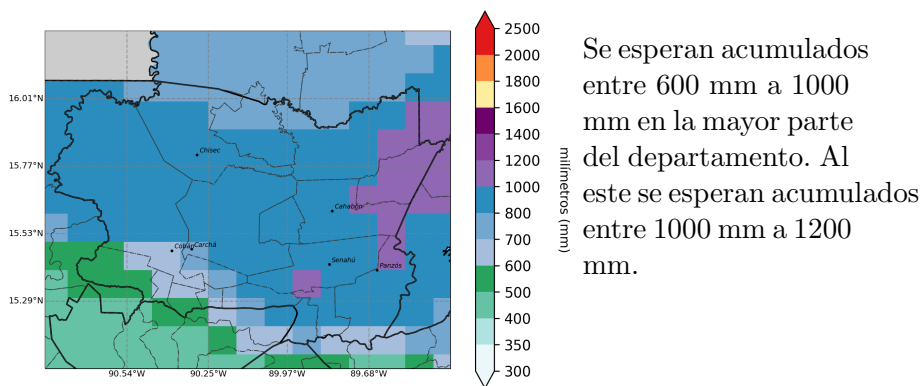 16.01°N
15.77°N
15.53°N
15.29°N
90.54°W
90.25°W
89.97°W
89.68°W
Chisec
Cahabón
Cobán
Carchá
Senahú
Panzós
2500
2000
1800
1600
1400
1200
1000
800
700
600
500
400
350
300
milímetros (mm)
Se esperan acumulados
entre 600 mm a 1000
mm en la mayor parte
del departamento. Al
este se esperan acumulados
entre 1000 mm a 1200
mm.